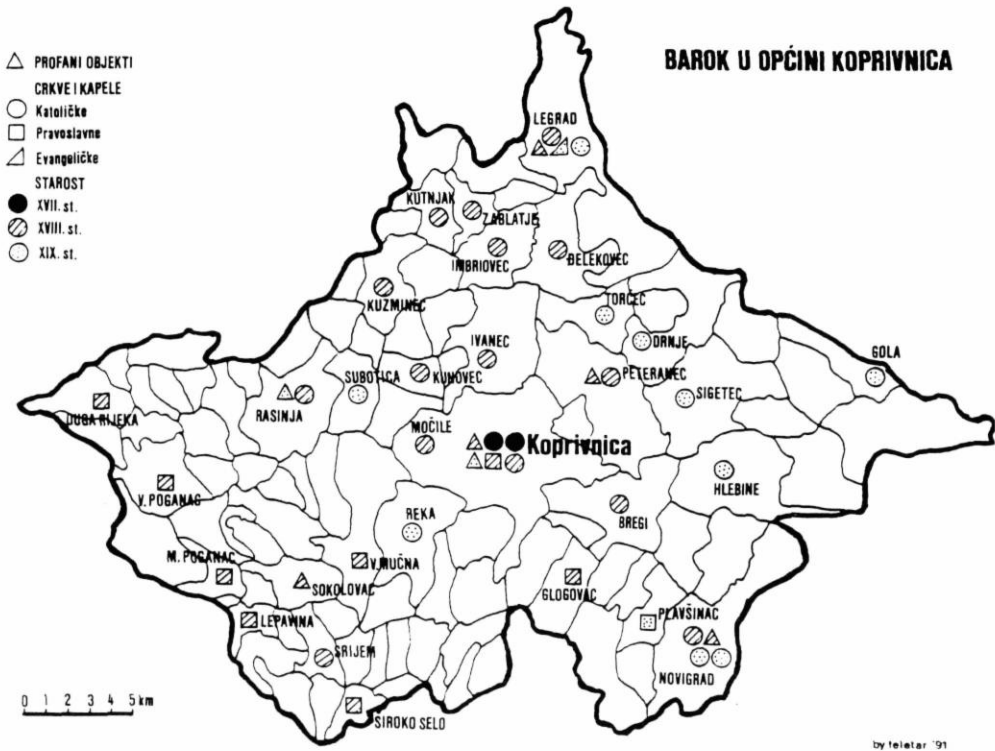 BAROK U OPĆINI KOPRIVNICA
PROFANI OBJEKTI
CRKVE I KAPELE
Katoličke
Pravoslavne
Evangeličke
STAROST
XVII. st.
XVIII. st.
XIX. st.
LEGRAD
KUTNJAK
ZABLATJE
IMBRIOVEC
ĐELEKOVEC
KUZMINEC
TORČEC
DRNJE
IVANEC
GOLA
KUNOVEC
PETERANEC
SUBOTICA
SIGETEC
RASINJA
DUGA RIJEKA
MOČILE
Koprivnica
V. POGANAC
HLEBINE
REKA
BREGI
M. POGANAC
V. MUČNA
SOKOLOVAC
GLOGOVAC
LEPAVINA
PLAVŠINAC
SRIJEM
NOVIGRAD
ŠIROKO SELO
0 1 2 3 4 5 km
by feletar '91